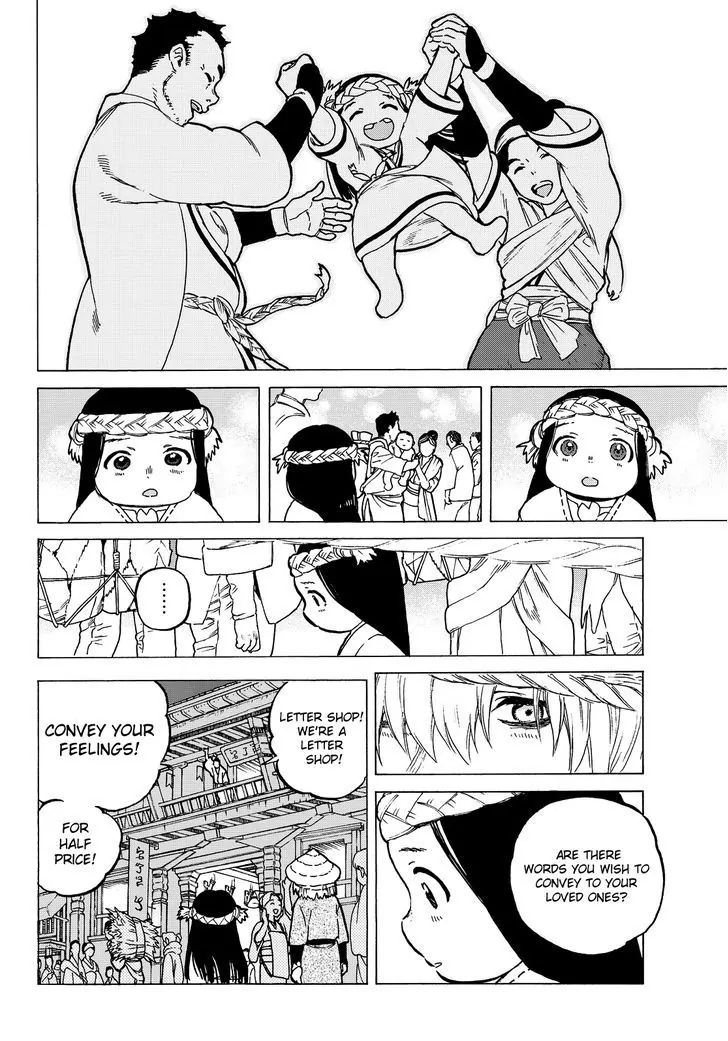 ......
LETTER SHOP!
WE'RE A
LETTER
SHOP!
CONVEY YOUR
FEELINGS!
FOR
HALF
PRICE!
ARE THERE
WORDS YOU WISH TO
CONVEY TO YOUR
LOVED ONES?